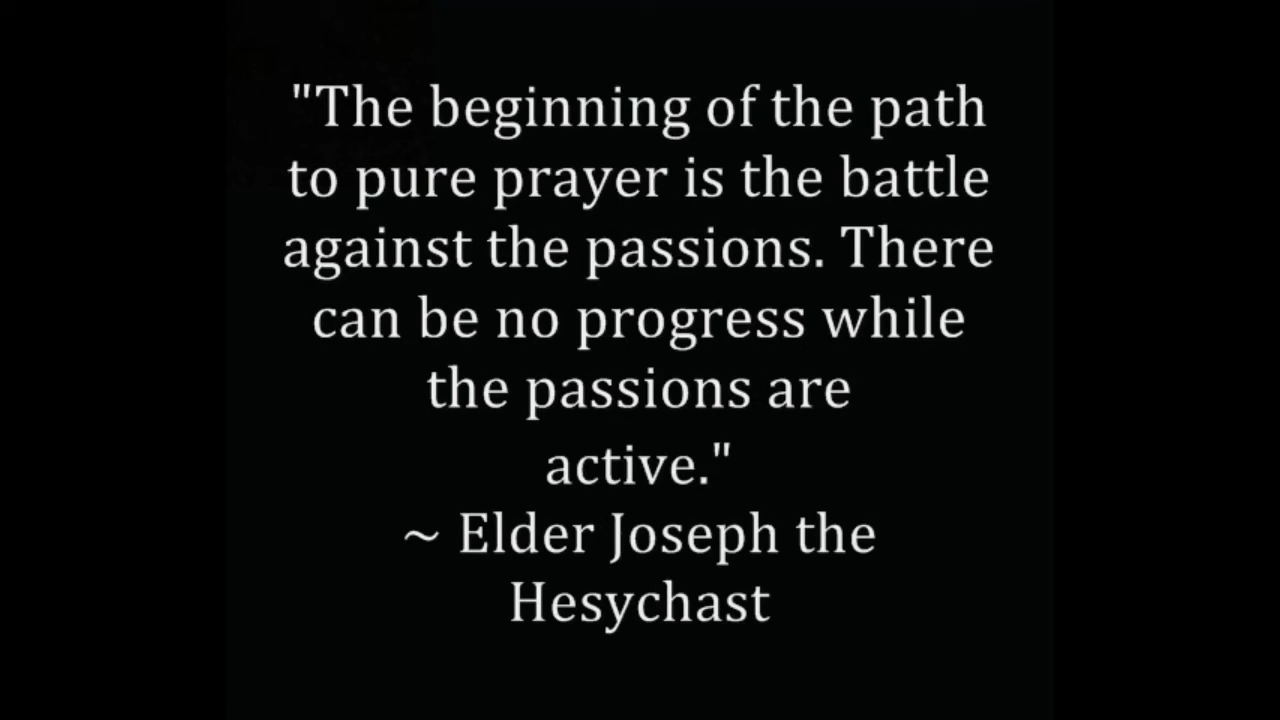 "The beginning of the path
to pure prayer is the battle
against the passions. There
can be no progress while
the passions are
active."
~ Elder Joseph the
Hesychast